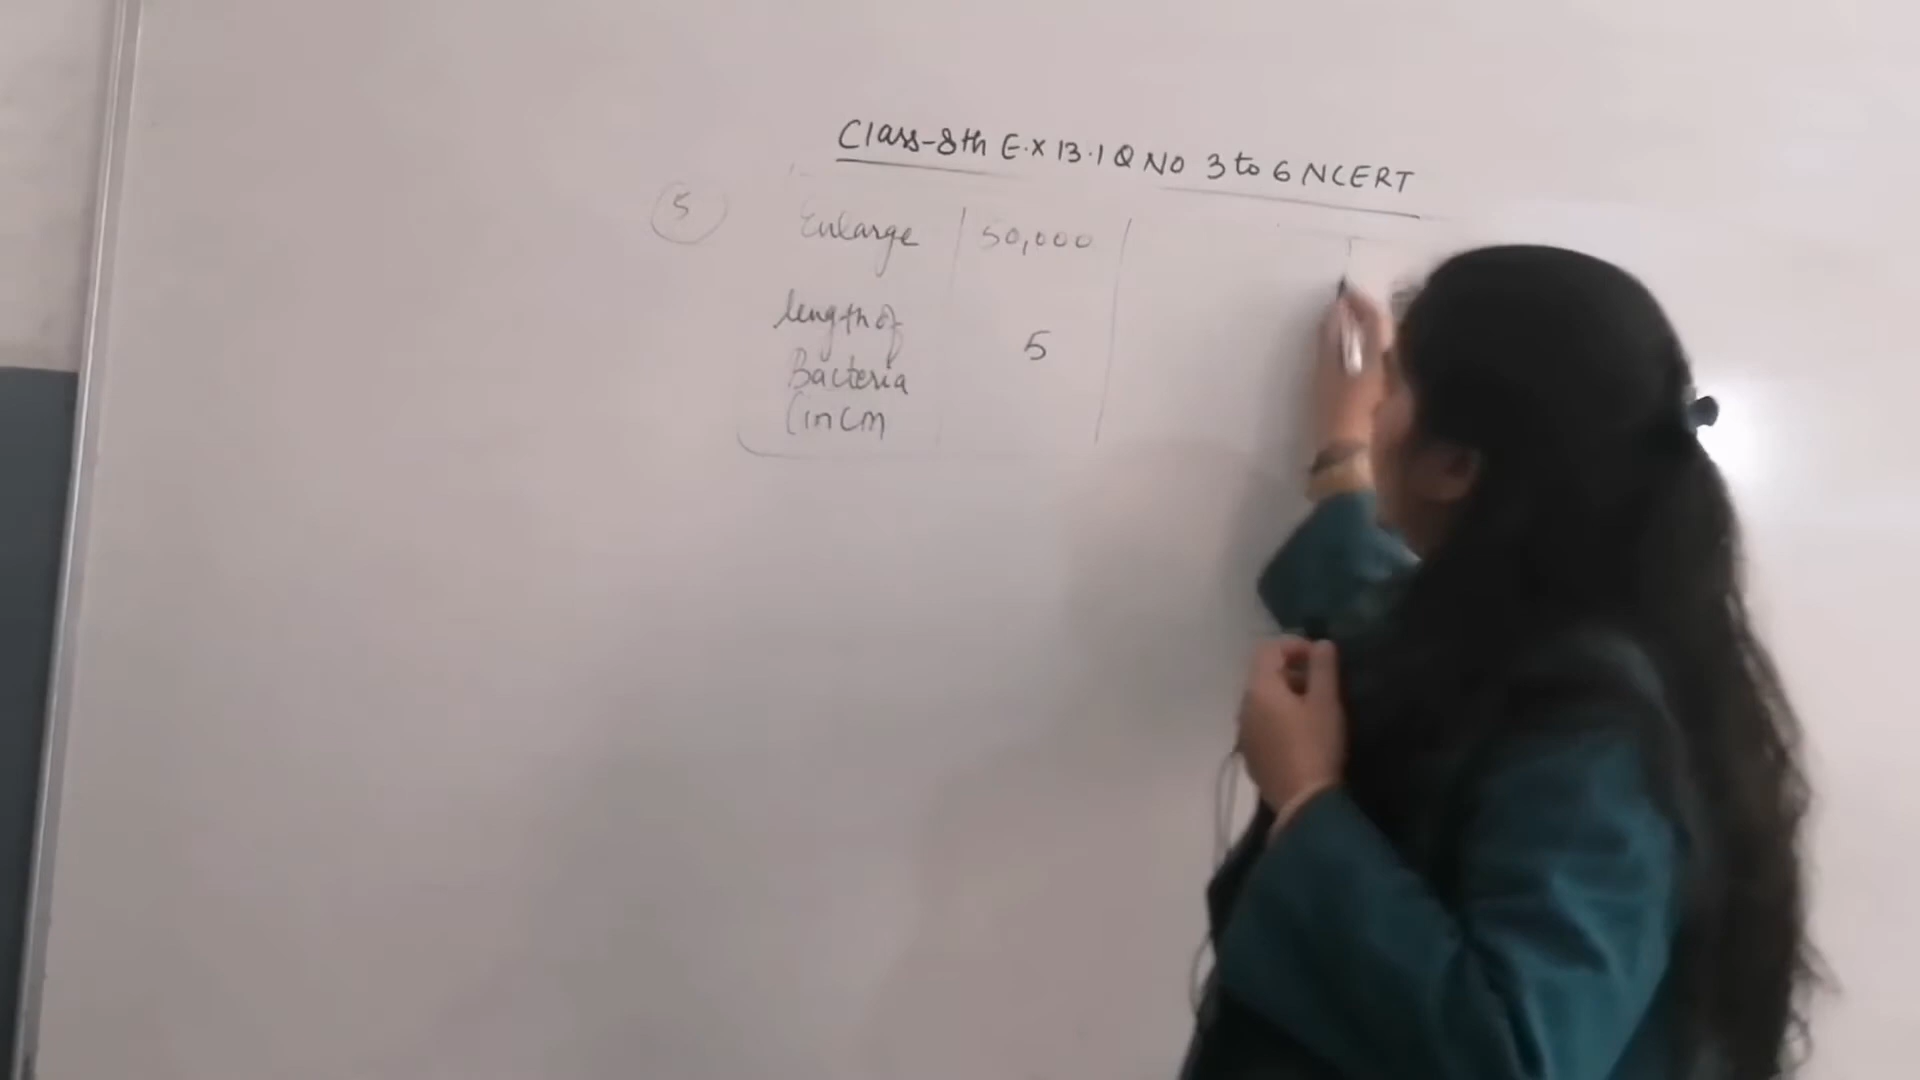 Class-8th E.X 13.1 Q NO 3 to 6 NCERT
5 Enlarge 50,000
length of 5
Bacteria
(in cm